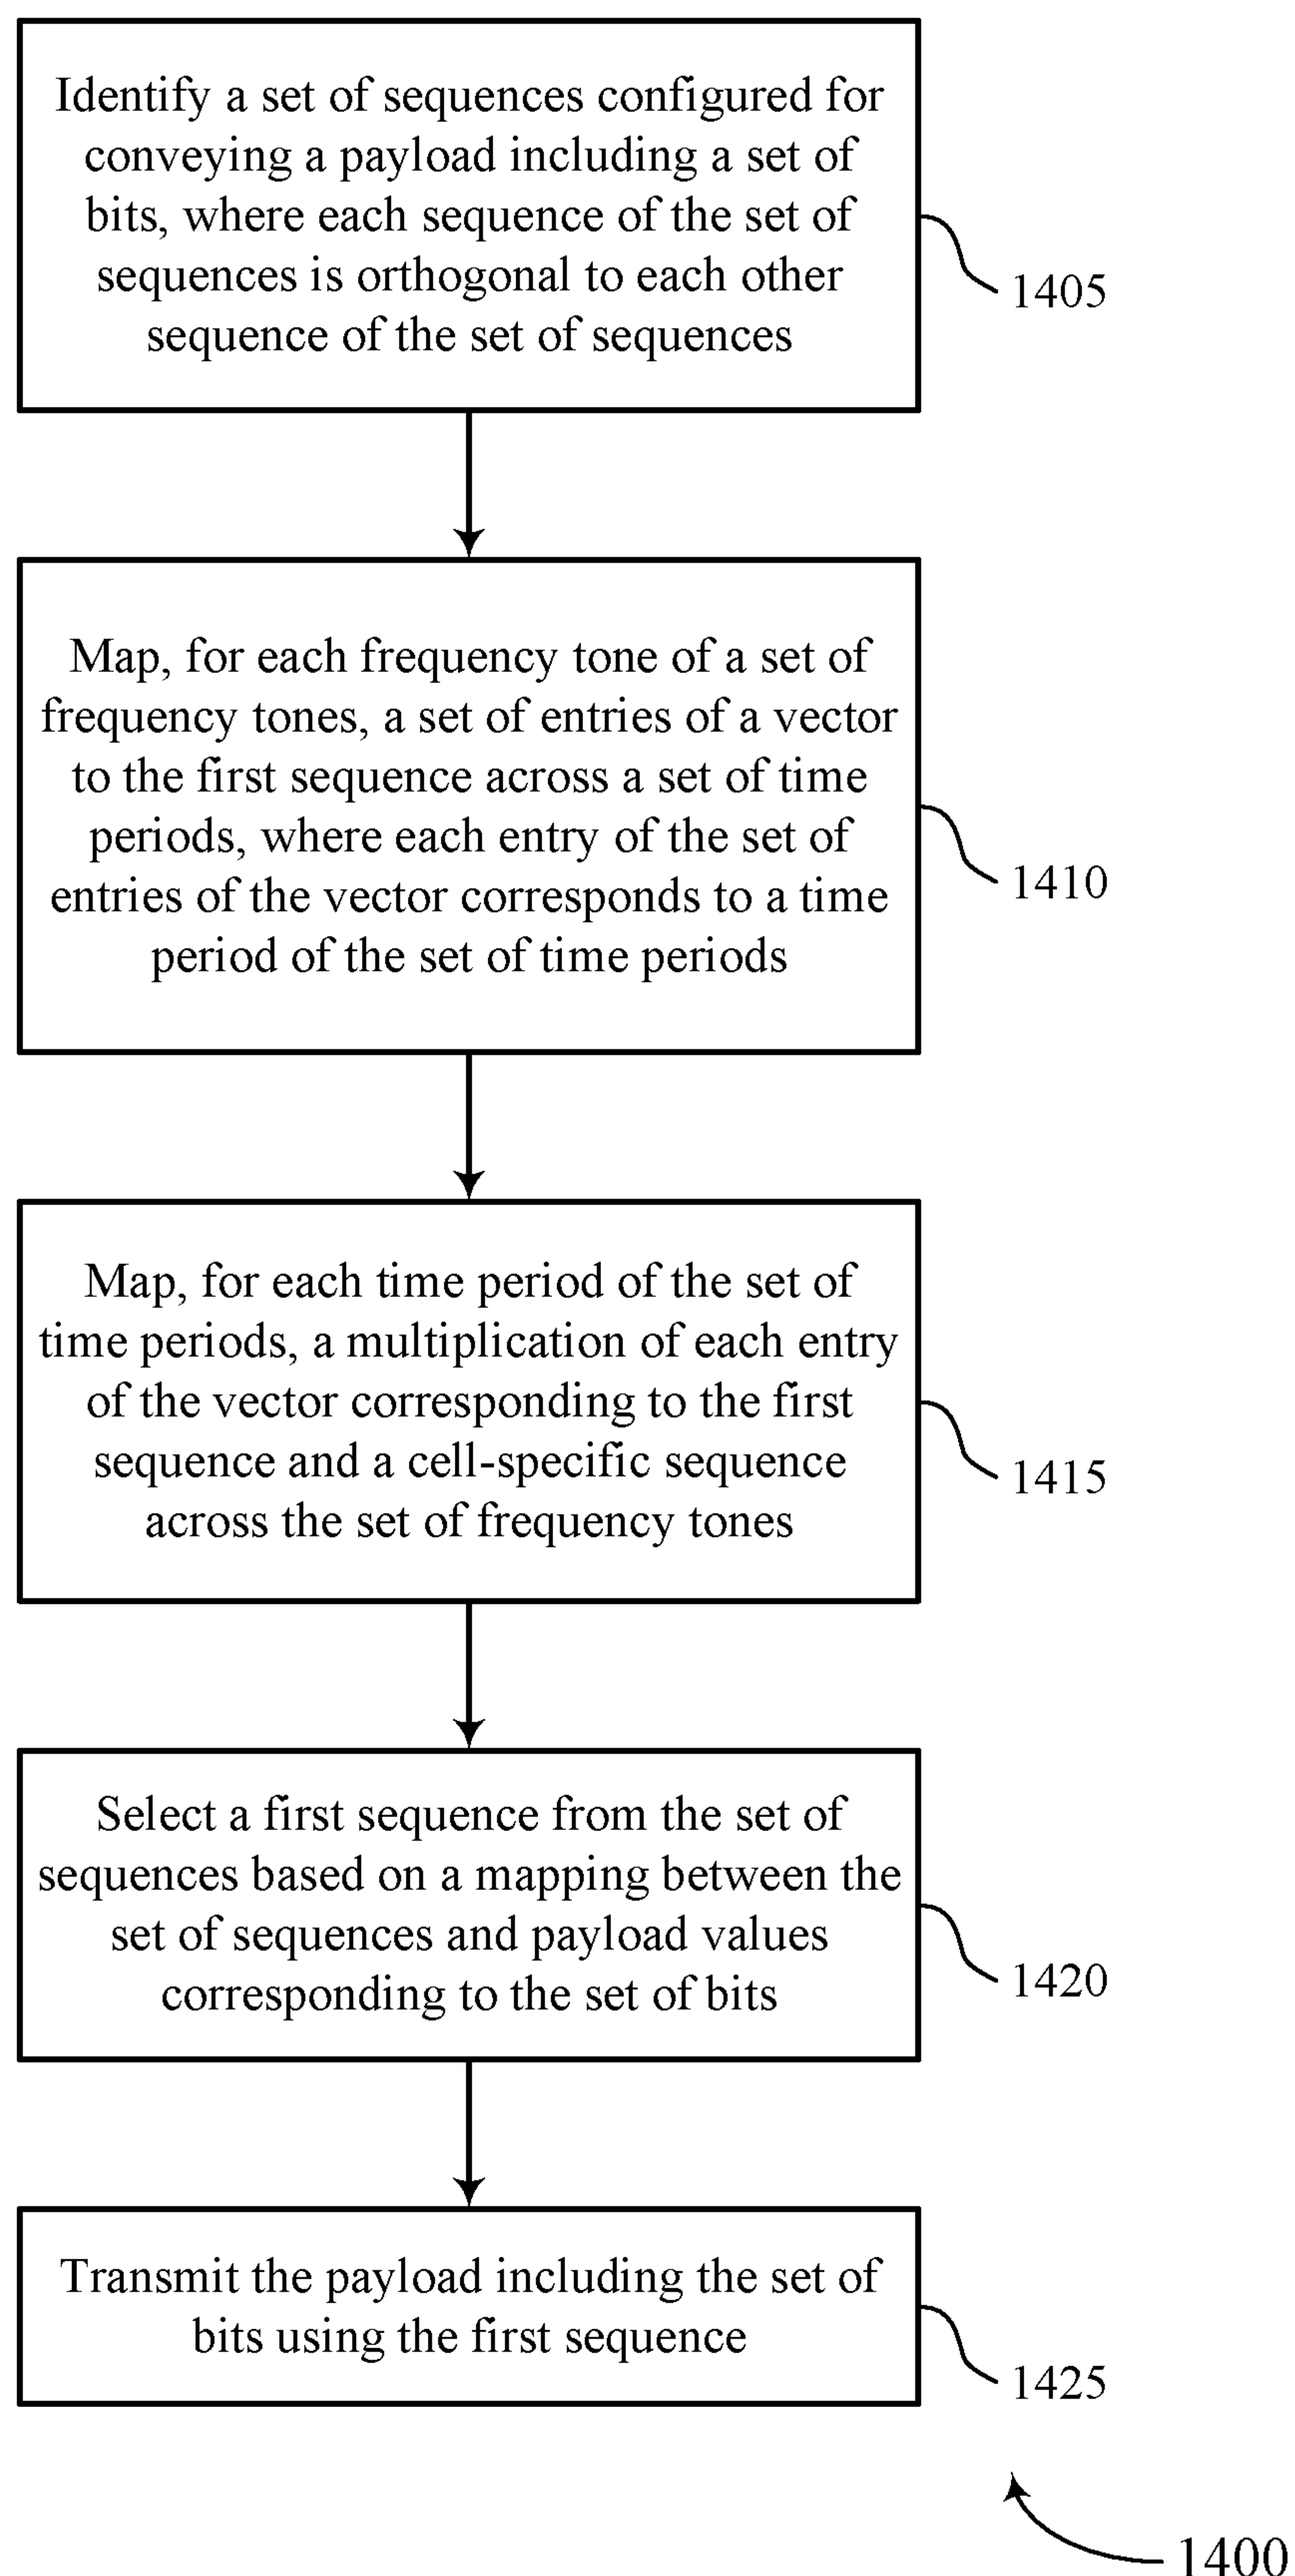 Identify a set of sequences configured for
conveying a payload including a set of
bits, where each sequence of the set of
sequences is orthogonal to each other
sequence of the set of sequences
1405
Map, for each frequency tone of a set of
frequency tones, a set of entries of a vector
to the first sequence across a set of time
periods, where each entry of the set of
entries of the vector corresponds to a time
period of the set of time periods
1410
Map, for each time period of the set of
time periods, a multiplication of each entry
of the vector corresponding to the first
sequence and a cell-specific sequence
across the set of frequency tones
1415
Select a first sequence from the set of
sequences based on a mapping between the
set of sequences and payload values
corresponding to the set of bits
1420
Transmit the payload including the set of
bits using the first sequence
1425
1400